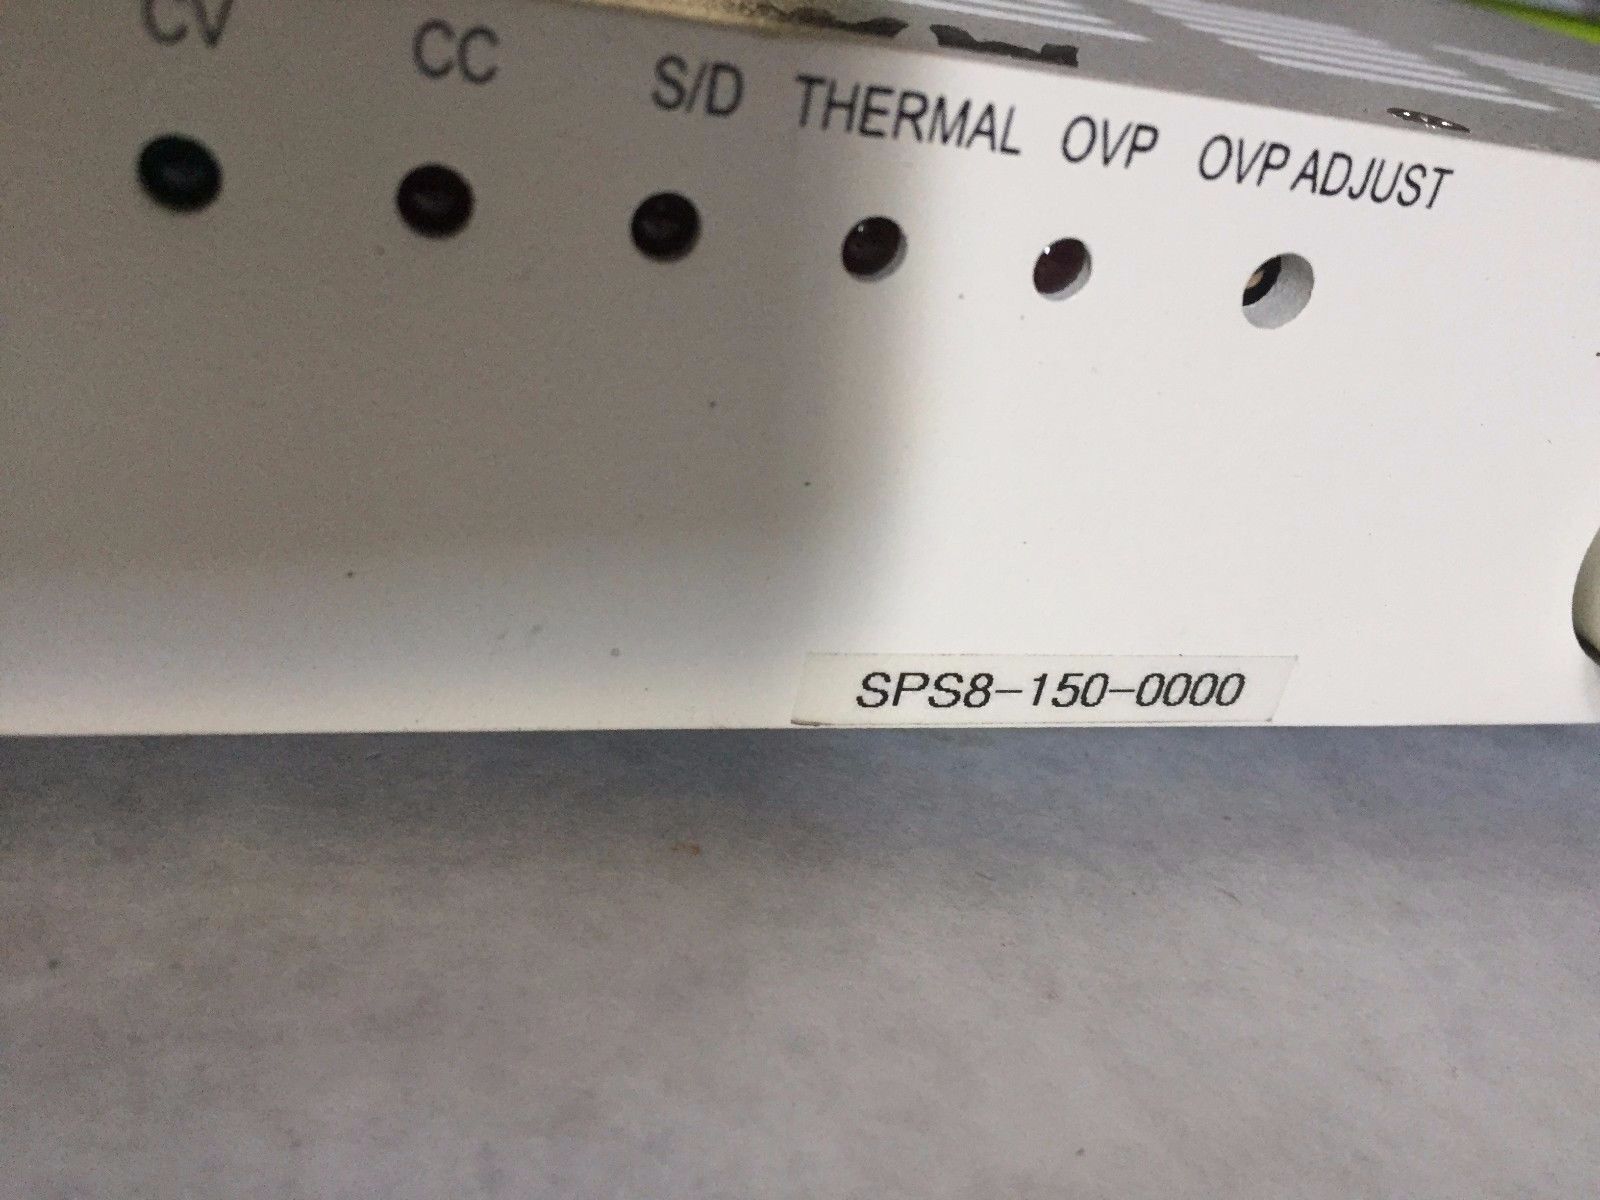 CV CC S/D THERMAL OVP OVP ADJUST
SPS8-150-0000